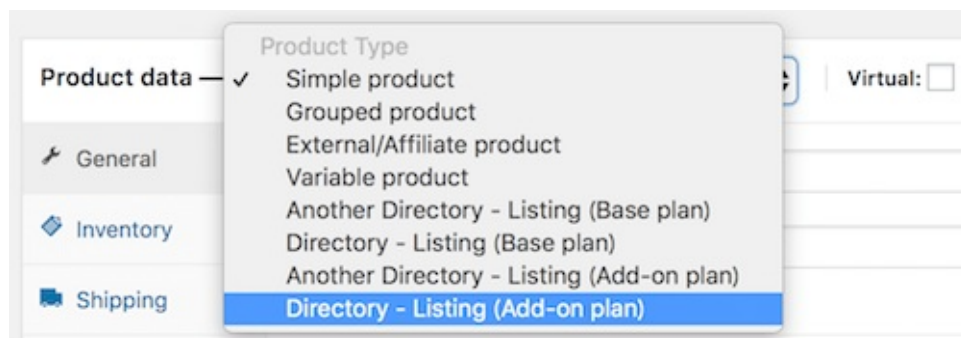 Product Type
Product data — ✓ Simple product Virtual:
Grouped product
External/Affiliate product
General
Variable product
Another Directory - Listing (Base plan)
Inventory
Directory - Listing (Base plan)
Another Directory - Listing (Add-on plan)
Shipping
Directory - Listing (Add-on plan)